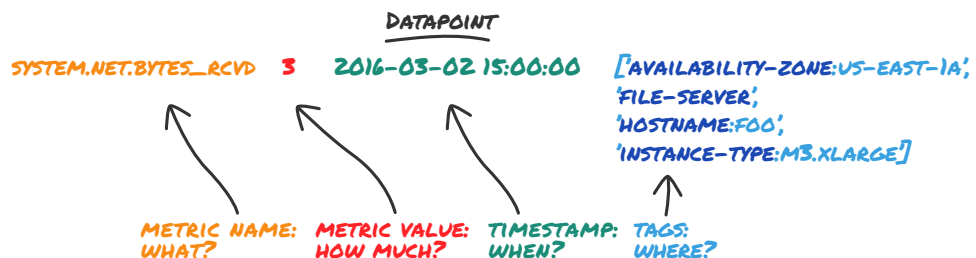 DATAPOINT
SYSTEM.NET.BYTES_RCVD 3 2016-03-02 15:00:00 ['AVAILABILITY-ZONE:US-EAST-1A',
'FILE-SERVER',
'HOSTNAME:FOO',
'INSTANCE-TYPE:M3.XLARGE']
METRIC NAME: METRIC VALUE: TIMESTAMP: TAGS:
WHAT? HOW MUCH? WHEN? WHERE?